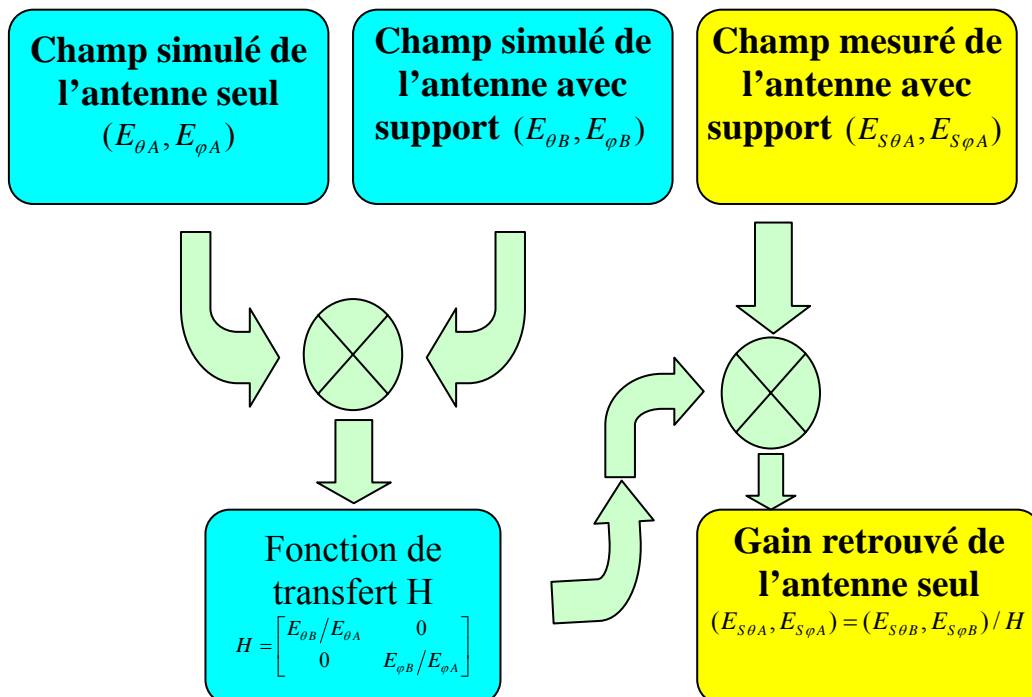 Champ simulé de
l'antenne seul
(E_{θA}, E_{φA})
Champ simulé de
l'antenne avec
support (E_{θB}, E_{φB})
Champ mesuré de
l'antenne avec
support (E_{SθA}, E_{SφA})
Fonction de
transfert H
H = [E_{θB}/E_{θA} 0
0 E_{φB}/E_{φA}]
Gain retrouvé de
l'antenne seul
(E_{SθA}, E_{SφA}) = (E_{SθB}, E_{SφB}) / H